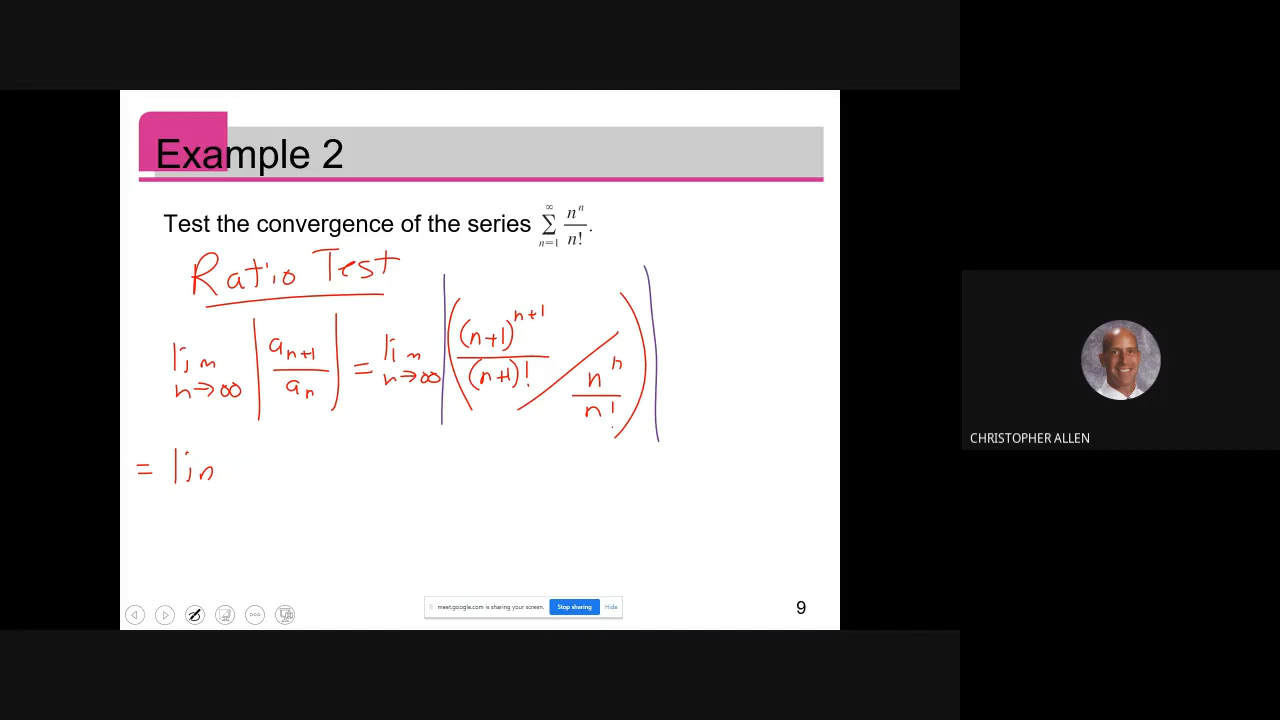 Example 2
Test the convergence of the series ∑_{n=1}^{∞} n^n/n!.
Ratio Test
lim_{n→∞} |a_{n+1}/a_n| = lim_{n→∞} |((n+1)^{n+1}/(n+1)! / n^n/n!)|
= lim
CHRISTOPHER ALLEN
meet.google.com is sharing your screen. Stop sharing Hide
9